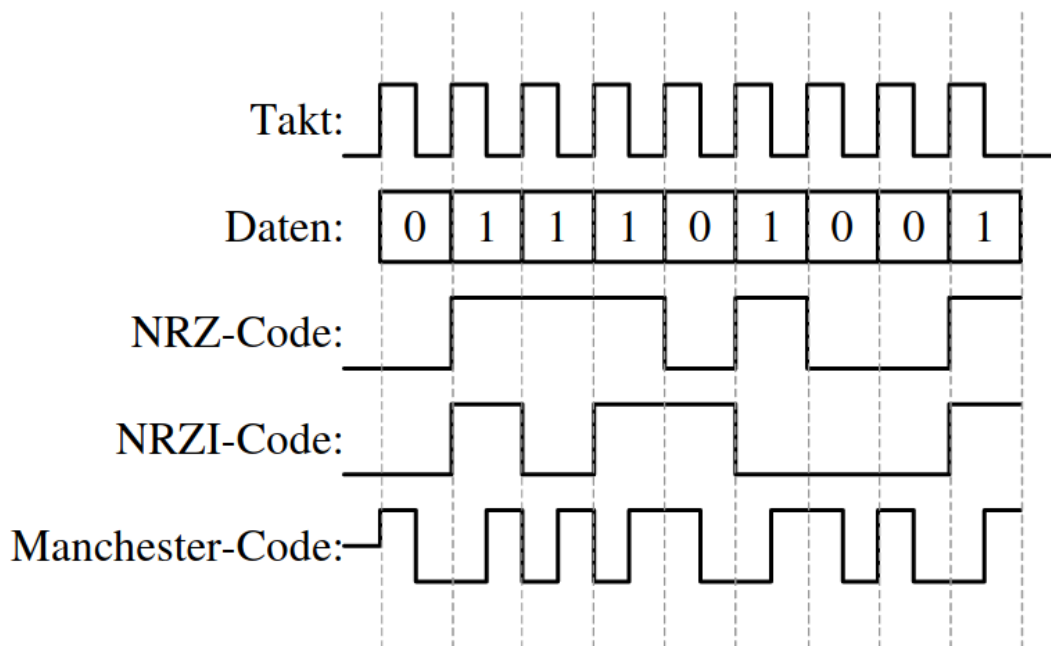 Takt:
Daten: 0 1 1 1 0 1 0 0 1
NRZ-Code:
NRZI-Code:
Manchester-Code: